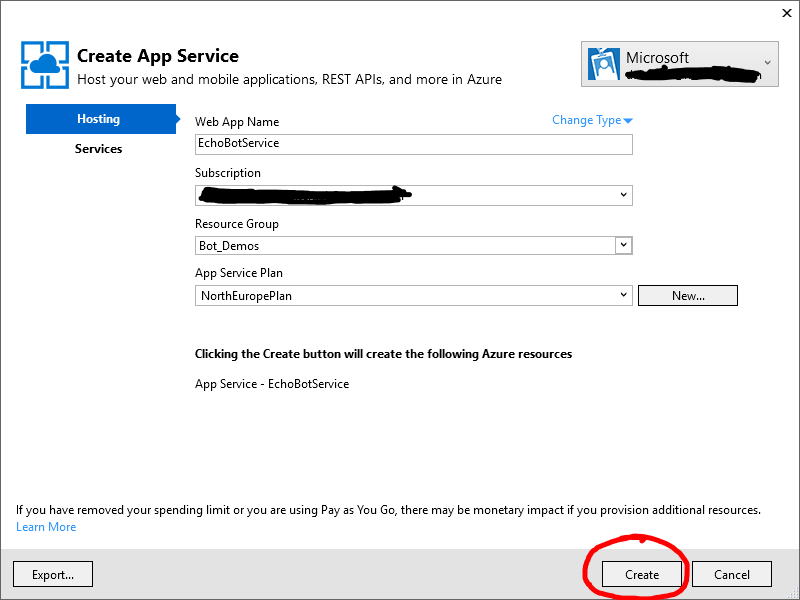 Create App Service
Host your web and mobile applications, REST APIs, and more in Azure
Microsoft
Hosting
Services
Web App Name
Change Type
EchoBotService
Subscription
Resource Group
Bot_Demos
App Service Plan
NorthEuropePlan
New...
Clicking the Create button will create the following Azure resources
App Service - EchoBotService
If you have removed your spending limit or you are using Pay as You Go, there may be monetary impact if you provision additional resources.
Learn More
Export...
Create
Cancel